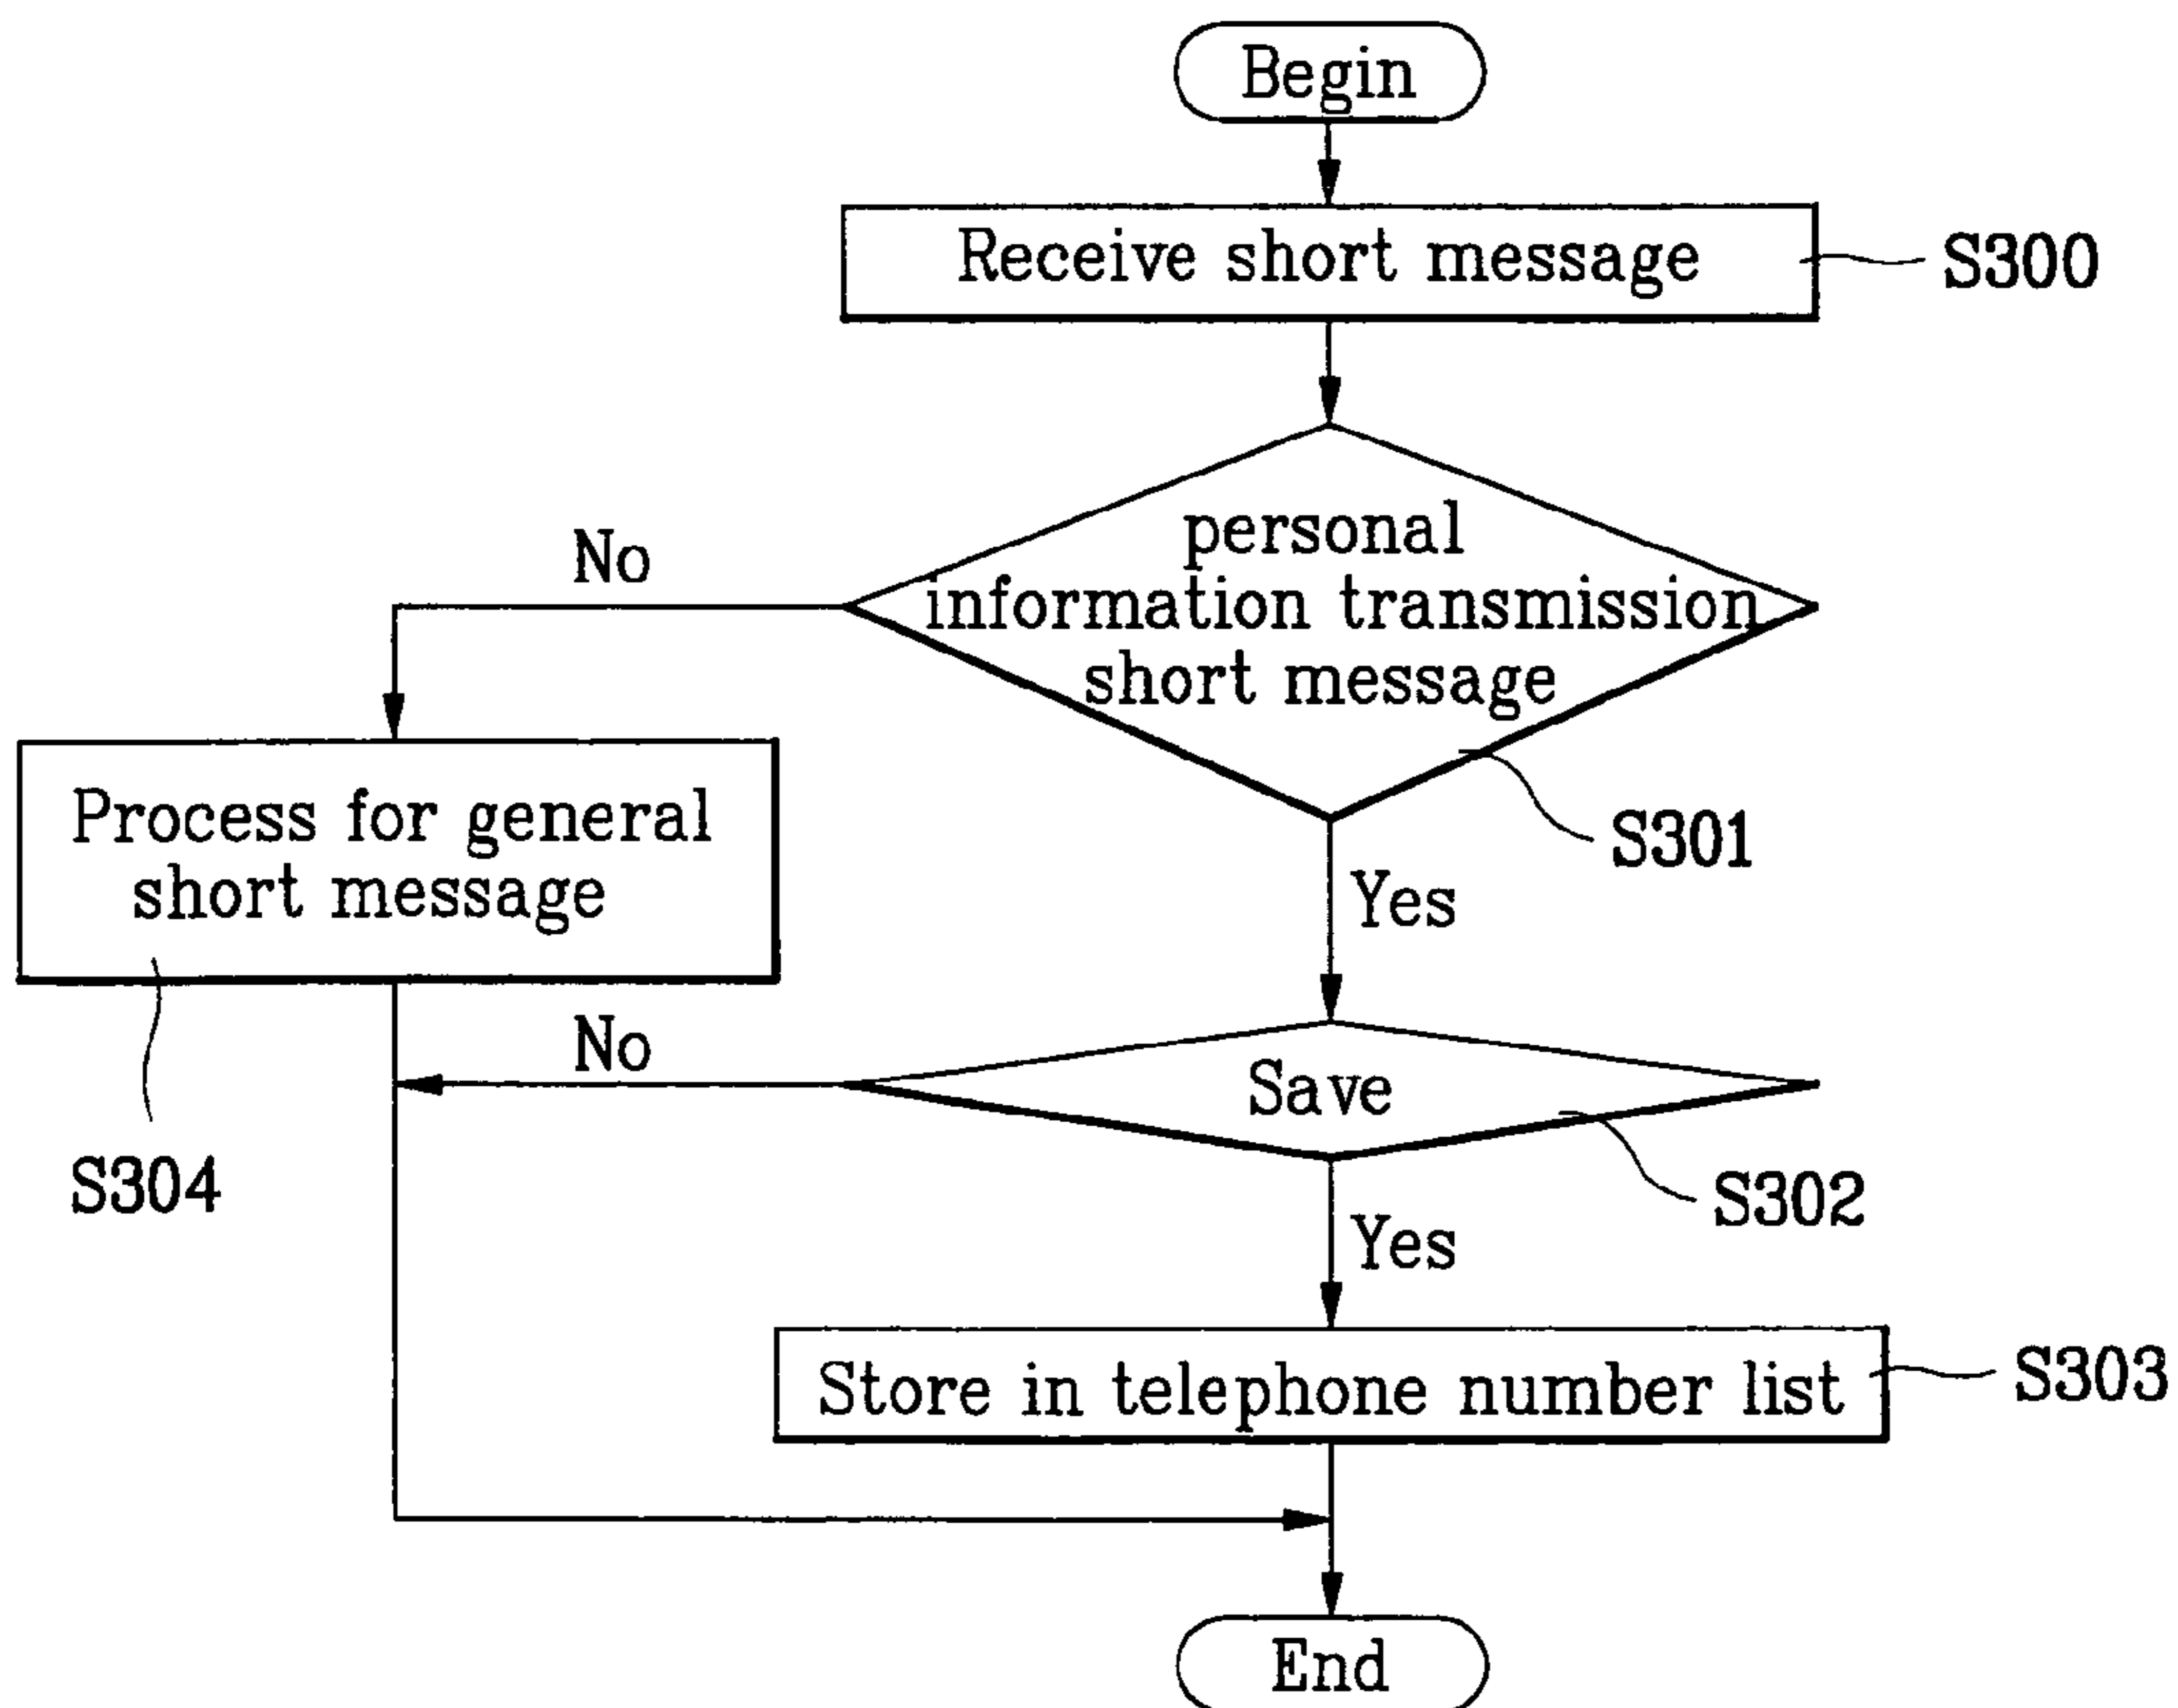 Begin
Receive short message
S300
personal
information transmission
short message
S301
No
Yes
Process for general
short message
S304
No
Save
S302
Yes
Store in telephone number list
S303
End